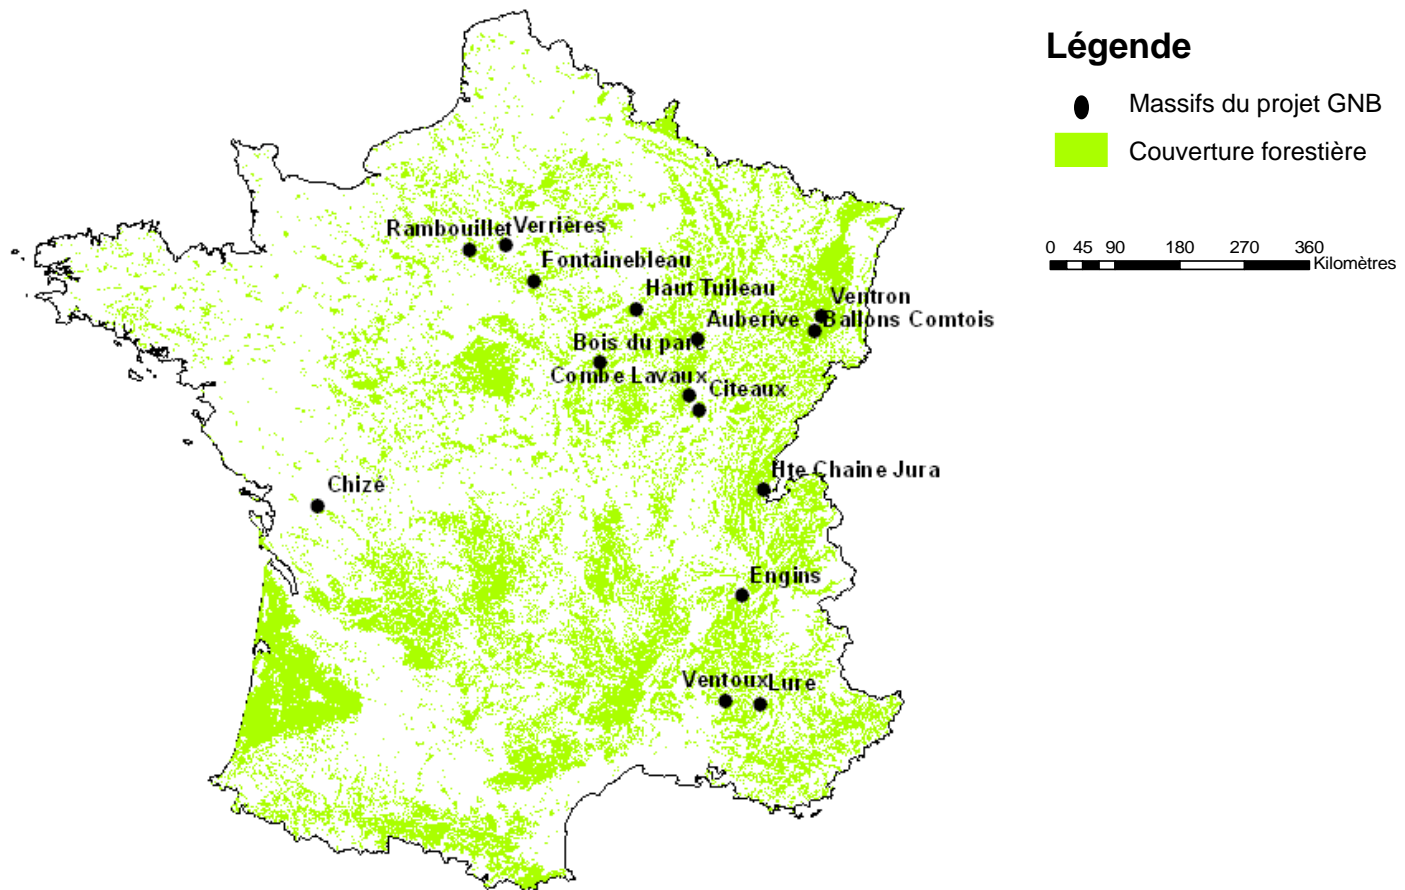 Légende
Massifs du projet GNB
Couverture forestière
0 45 90 180 270 360
Kilomètres
Rambouillet
Verrières
Fontainebleau
Haut Tuileau
Ventron
Auberive
Ballons Comtois
Bois du parc
Combe Lavaux
Citeaux
Hte Chaine Jura
Chizé
Engins
Ventoux
Lure